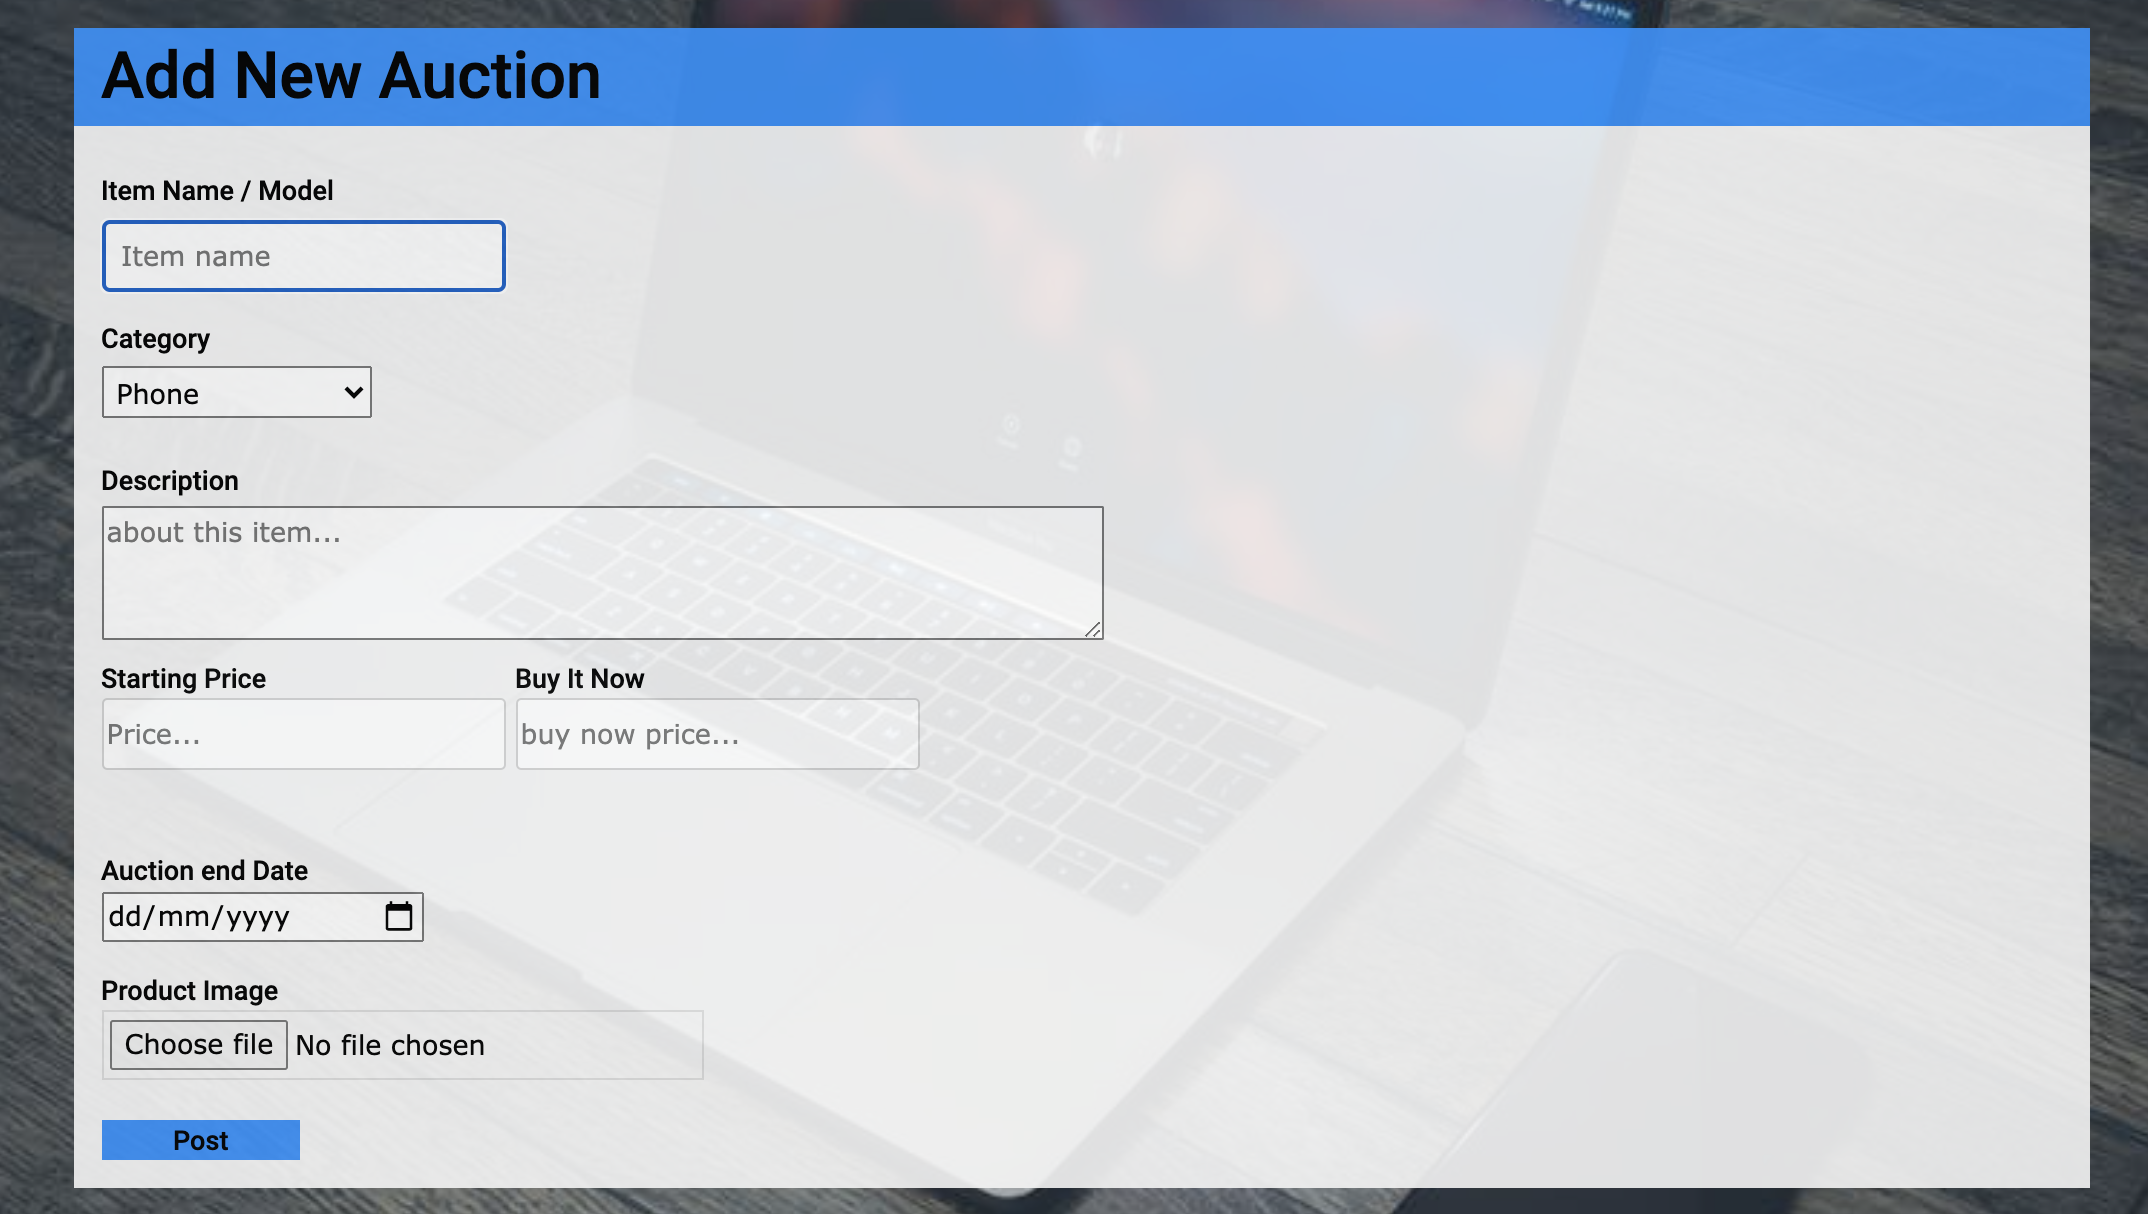 Add New Auction
Item Name / Model
Item name
Category
Phone
Description
about this item...
Starting Price Buy It Now
Price... buy now price...
Auction end Date
dd/mm/yyyy
Product Image
Choose file No file chosen
Post